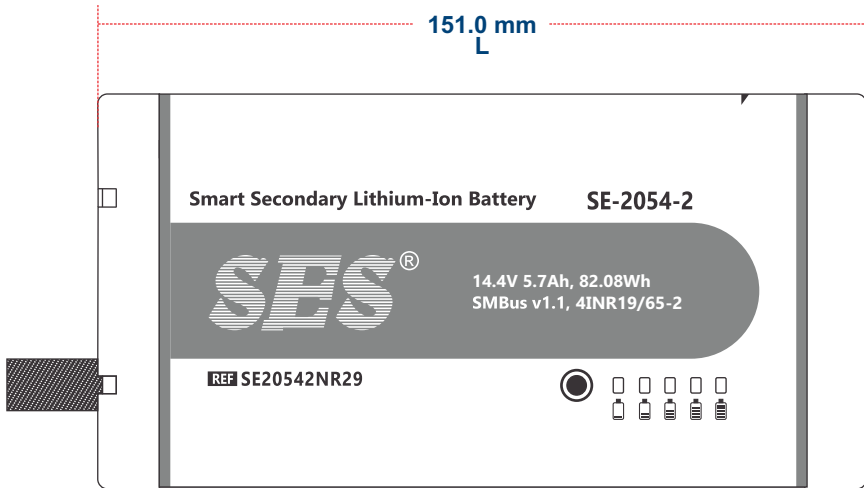 151.0 mm
L
Smart Secondary Lithium-Ion Battery SE-2054-2
SES®
14.4V 5.7Ah, 82.08Wh
SMBus v1.1, 4INR19/65-2
REF SE20542NR29